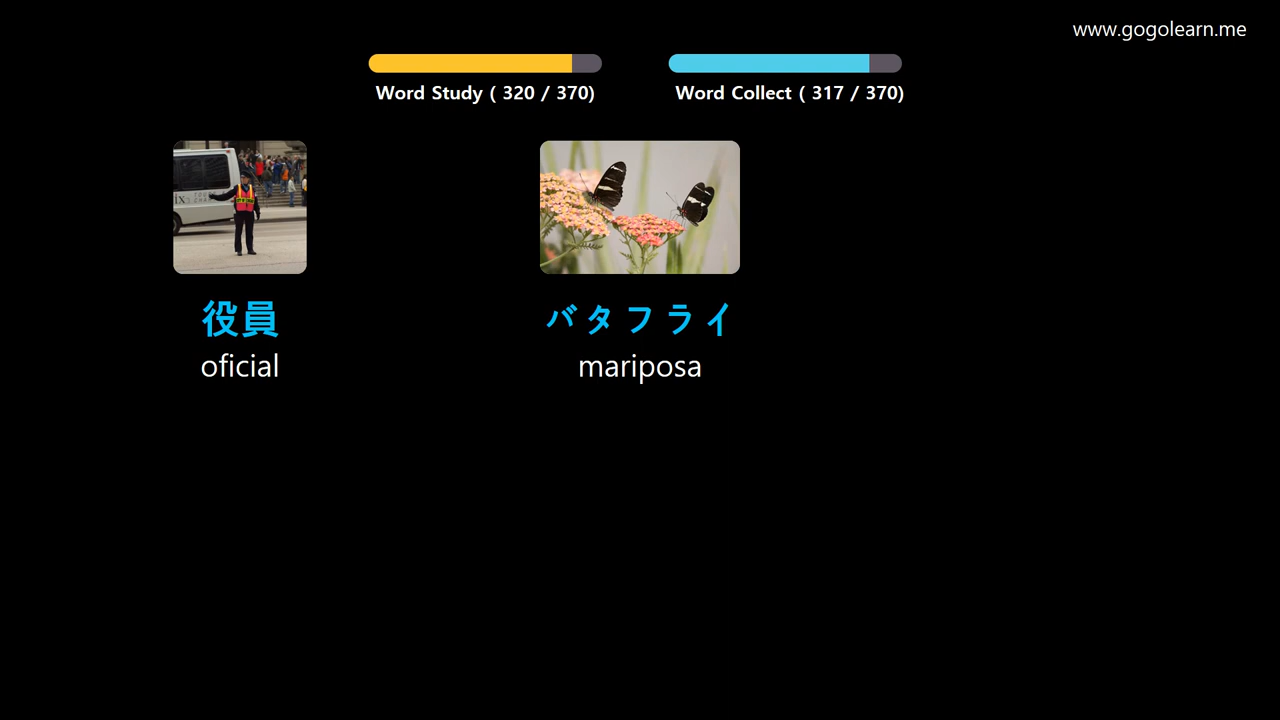 www.gogolearn.me
Word Study ( 320 / 370)
Word Collect ( 317 / 370)
役員
oficial
バタフライ
mariposa